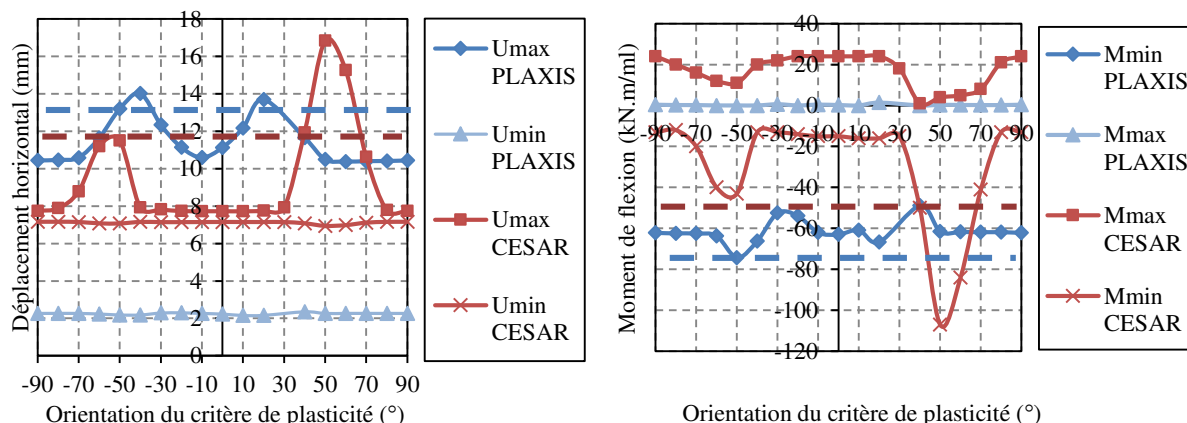 Déplacement horizontal (mm)
18
16
14
12
10
8
6
4
2
0
-90 -70 -50 -30 -10 10 30 50 70 90
Orientation du critère de plasticité (°)
Umax
PLAXIS
Umin
PLAXIS
Umax
CESAR
Umin
CESAR
Moment de flexion (kN.m/ml)
40
20
0
-20
-40
-60
-80
-100
-120
-90 -70 -50 -30 -10 10 30 50 70 90
Orientation du critère de plasticité (°)
Mmin
PLAXIS
Mmax
PLAXIS
Mmax
CESAR
Mmin
CESAR